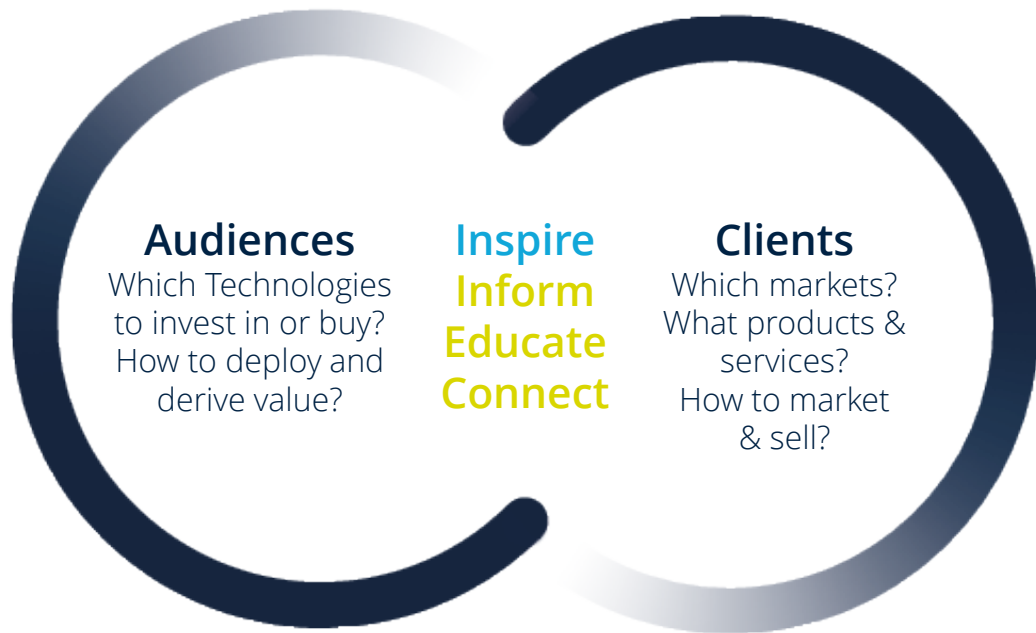 Audiences
Which Technologies
to invest in or buy?
How to deploy and
derive value?
Inspire
Inform
Educate
Connect
Clients
Which markets?
What products &
services?
How to market
& sell?